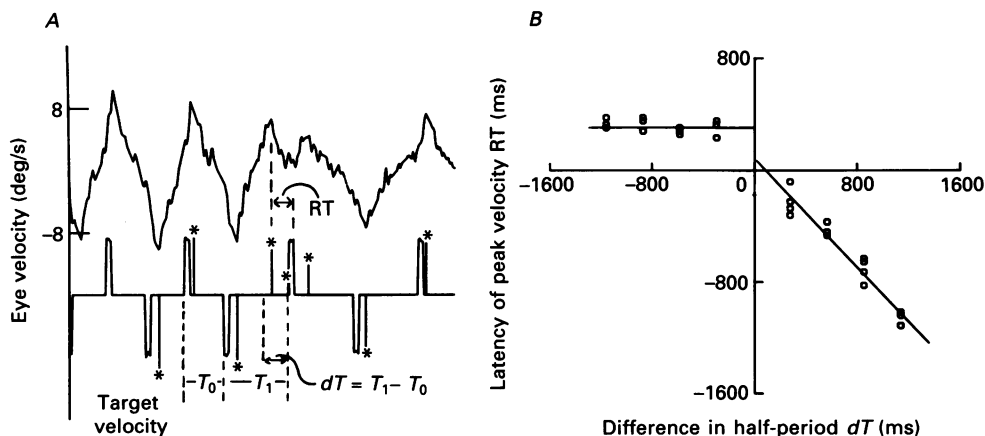 A
Eye velocity (deg/s)
8
-8
RT
*
*
*
*
*
*
*
*
-T₀-
T₁
dT = T₁- T₀
Target
velocity
B
Latency of peak velocity RT (ms)
800
-1600
-800
0
800
1600
-800
-1600
Difference in half-period dT (ms)